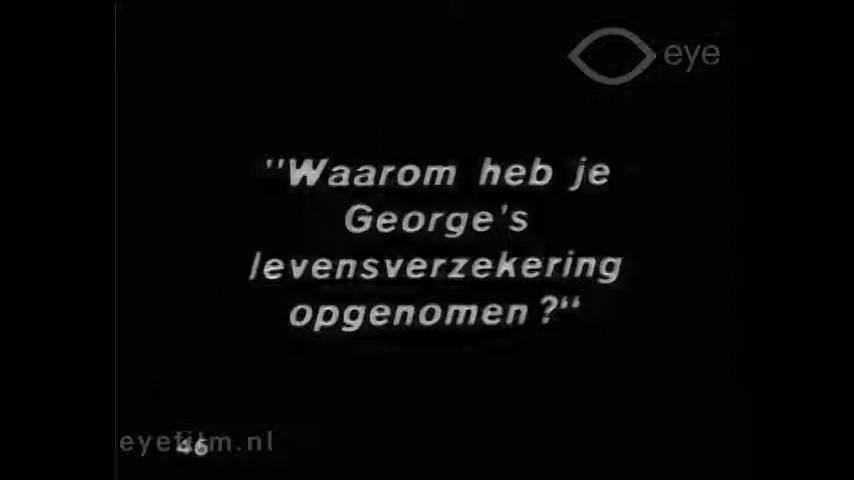 eye
"Waarom heb je
George's
levensverzekering
opgenomen?"
eyefilm.nl
46